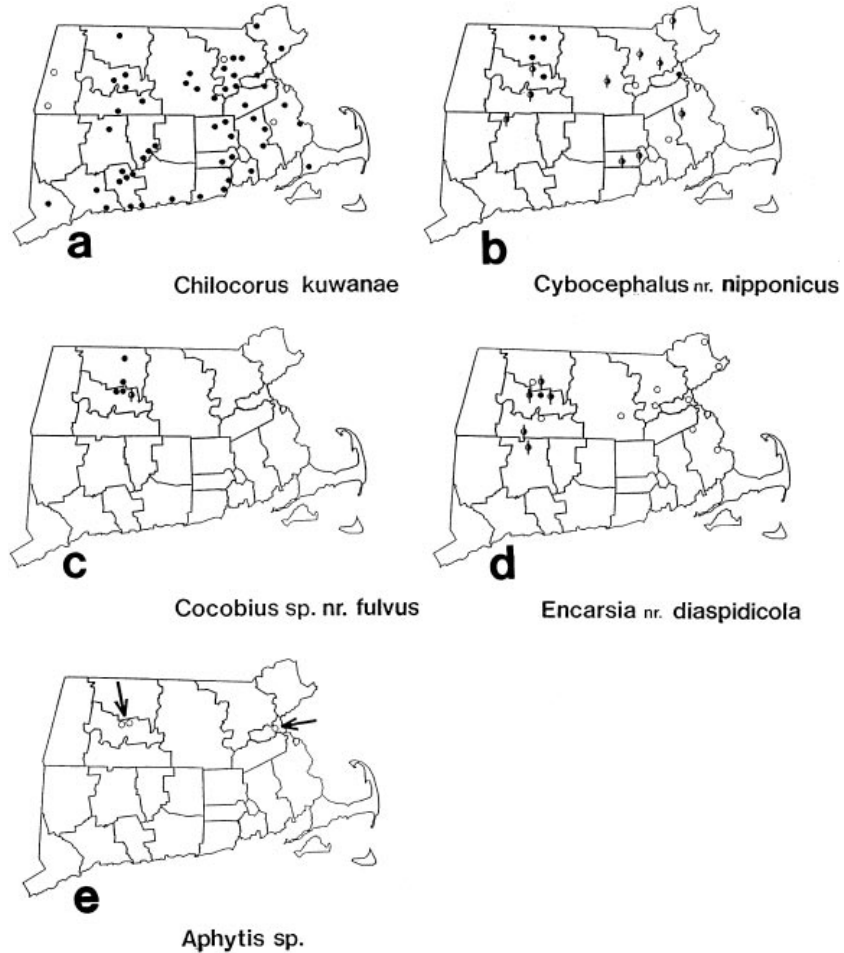 a
b
Chilocorus kuwanae
Cybocephalus nr. nipponicus
c
d
Cocobius sp. nr. fulvus
Encarsia nr. diaspidicola
e
Aphytis sp.